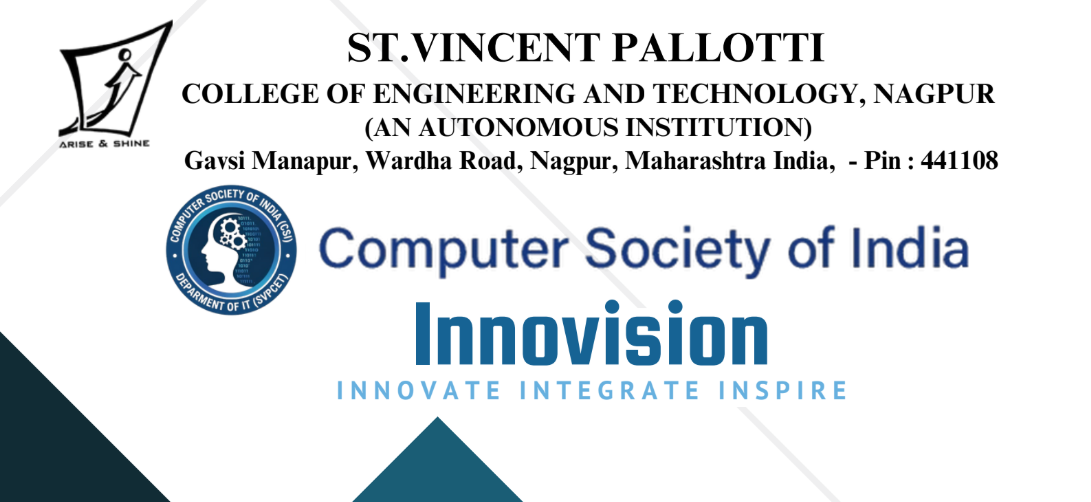 ST.VINCENT PALLOTTI
COLLEGE OF ENGINEERING AND TECHNOLOGY, NAGPUR
(AN AUTONOMOUS INSTITUTION)
Gavsi Manapur, Wardha Road, Nagpur, Maharashtra India,  - Pin : 441108
ARISE & SHINE
COMPUTER SOCIETY OF INDIA (CSI)
DEPARMENT OF IT (SVPCET)
Computer Society of India
Innovision
INNOVATE INTEGRATE INSPIRE